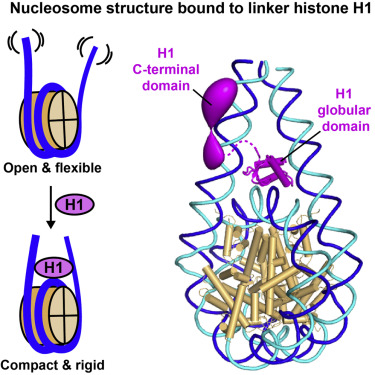 Nucleosome structure bound to linker histone H1
H1
C-terminal
domain
H1
globular
domain
Open & flexible
H1
H1
Compact & rigid